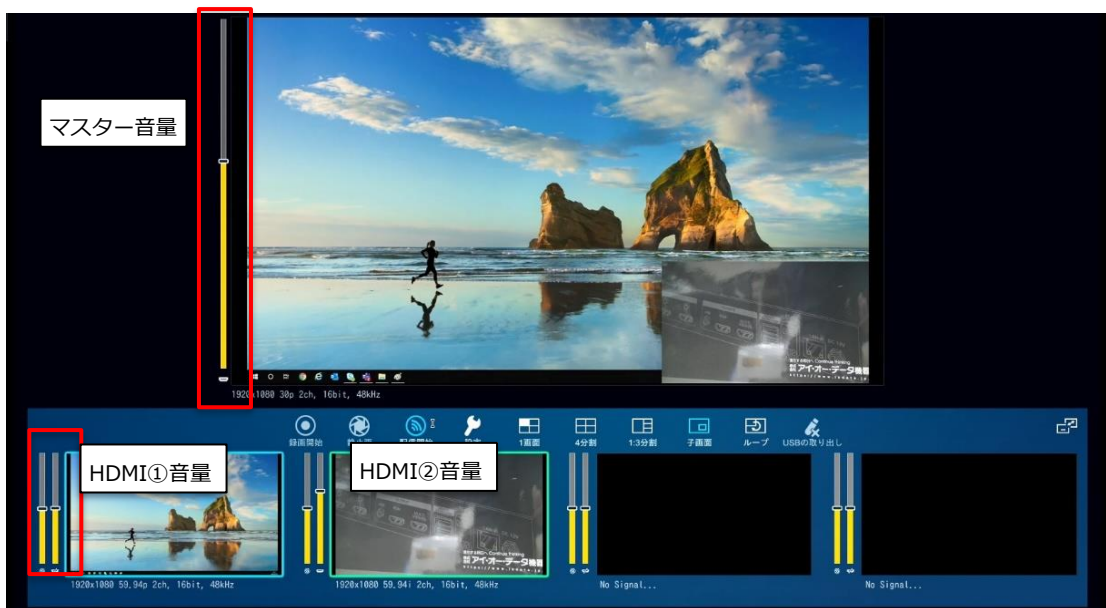 マスター音量
1920x1080 30p 2ch, 16bit, 48kHz
録画開始
設定
1画面
4分割
1:3分割
子画面
ループ
USBの取り出し
HDMI①音量
HDMI②音量
株式会社アイ・オー・データ機器
1920x1080 59.94p 2ch, 16bit, 48kHz
1920x1080 59.94i 2ch, 16bit, 48kHz
No Signal...
No Signal...